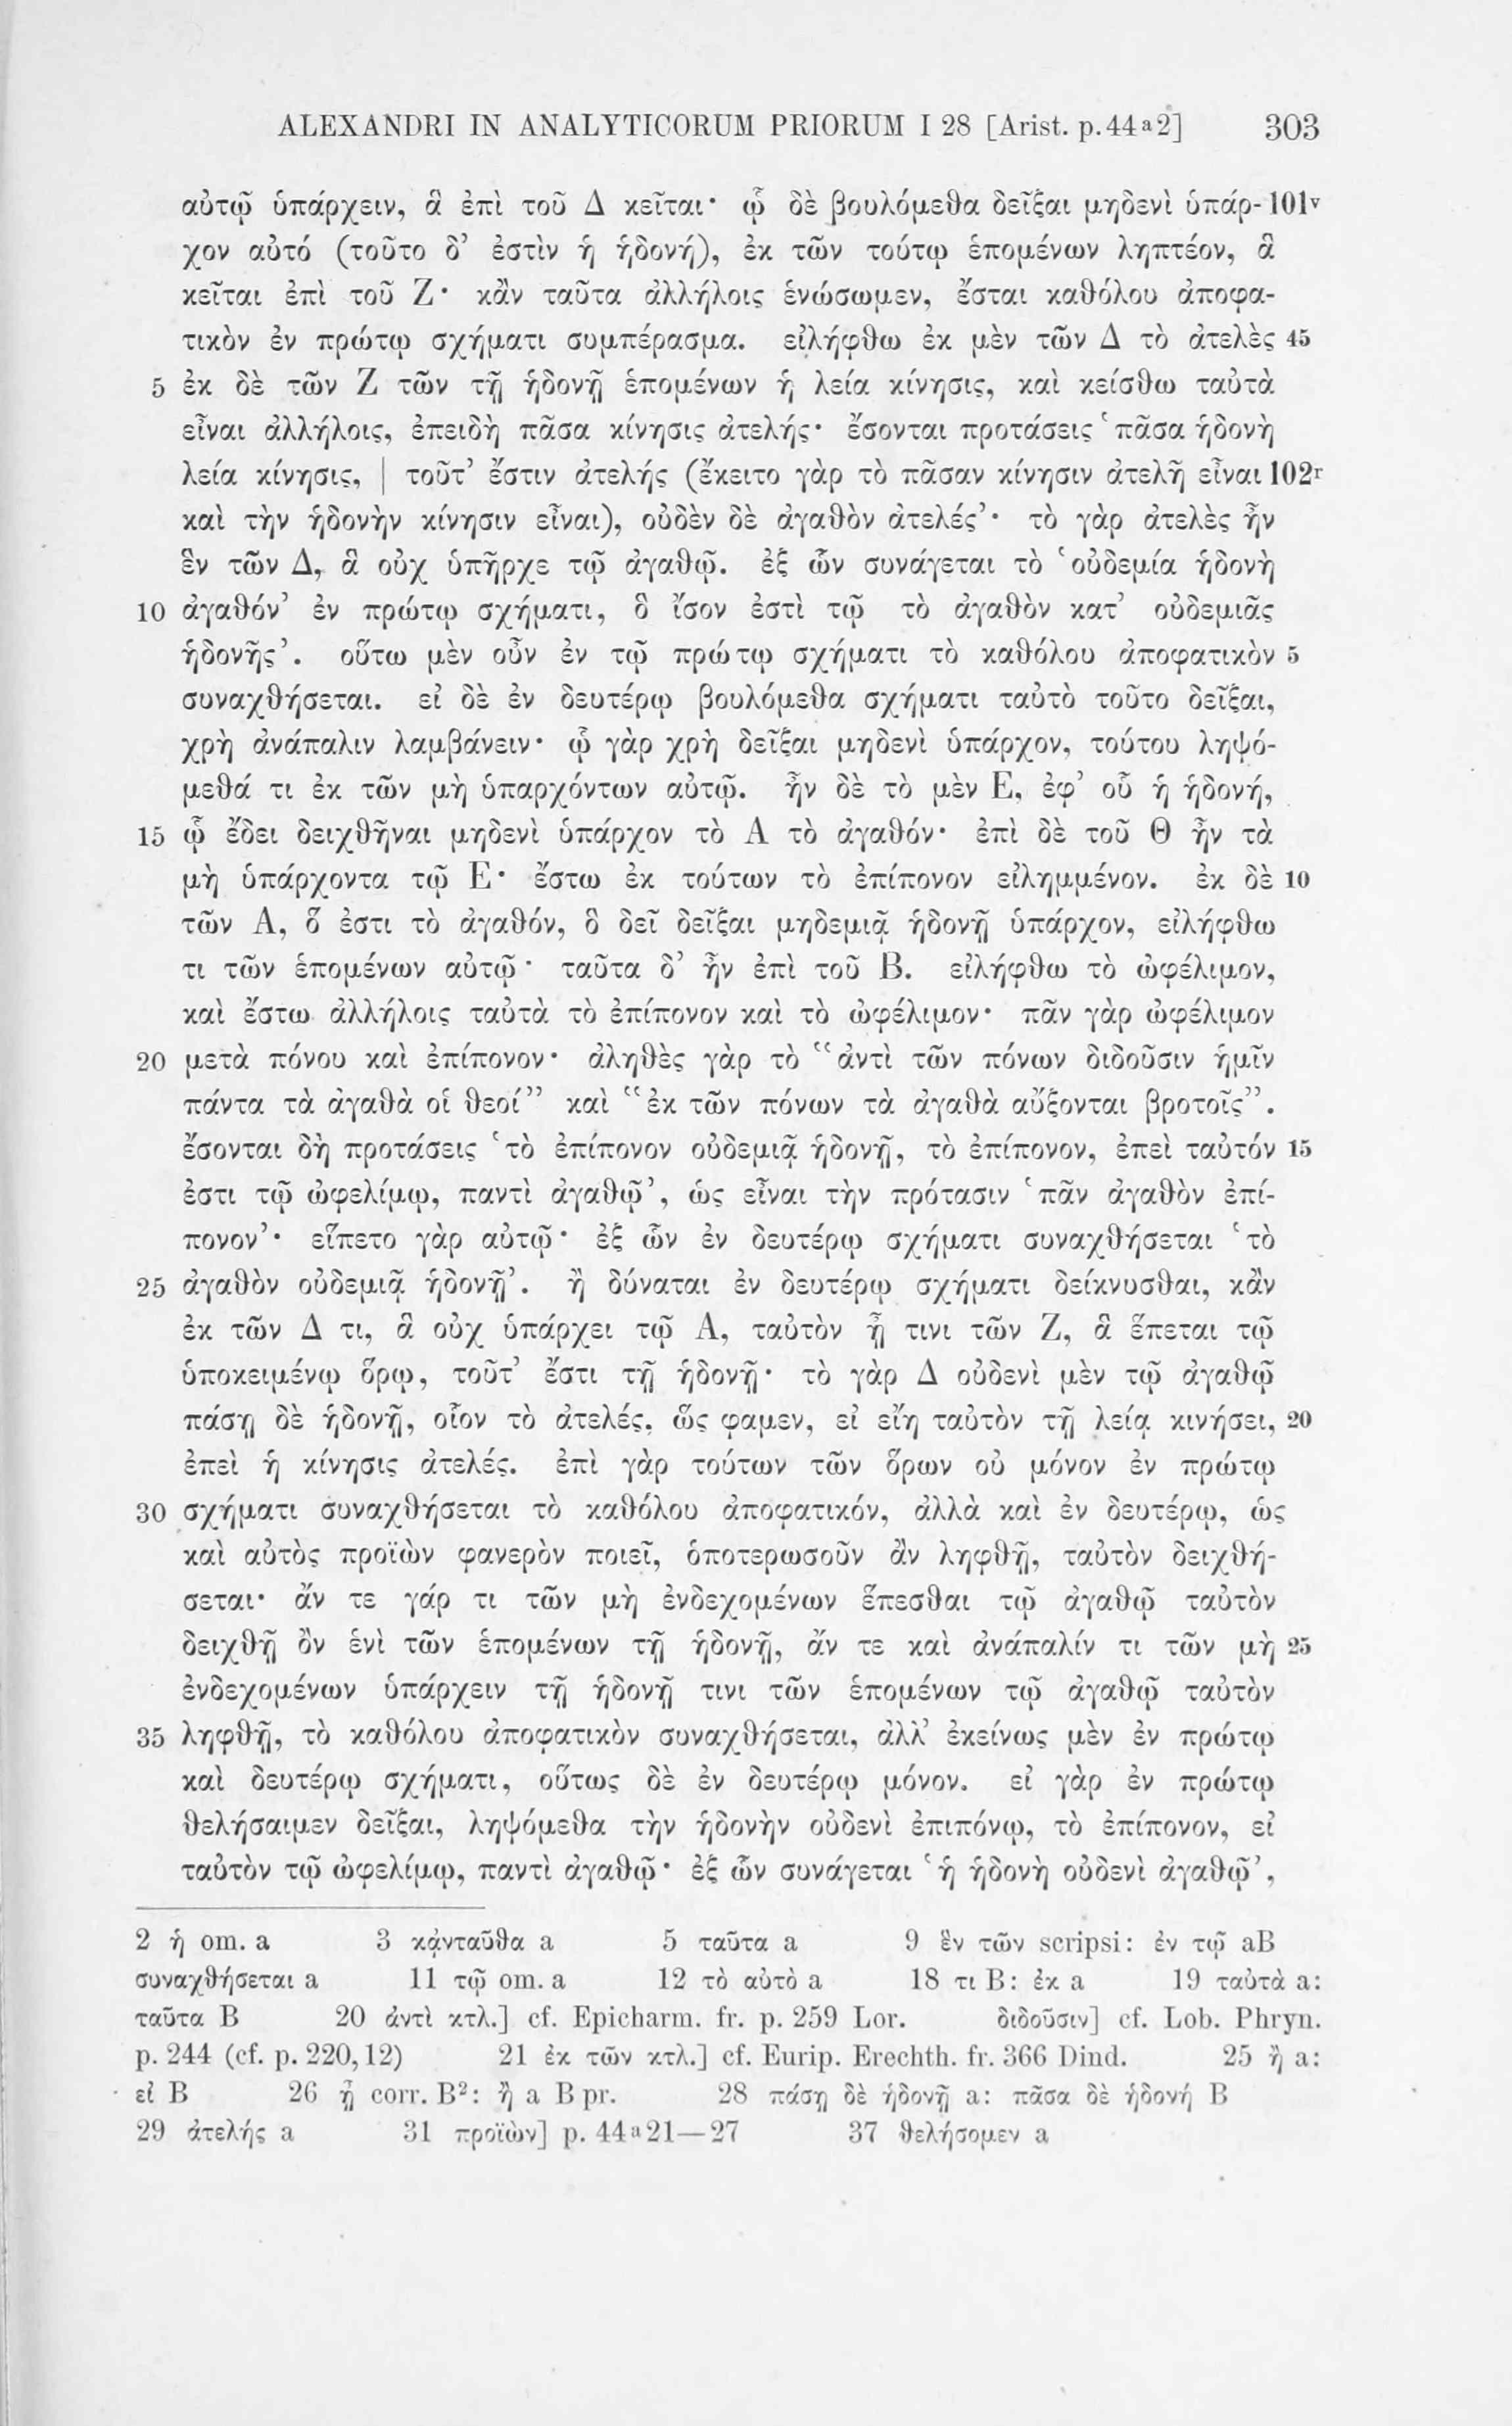 ALEXANDRI IN ANALYTICORUM PRIORUM I 28 [Arist. p. 44 a 2] 303
αὐτῷ ὑπάρχειν, ἃ ἐπὶ τοῦ Δ κεῖται· ᾧ δὲ βουλόμεθα δεῖξαι μηδενὶ ὑπάρ- 101v
χον αὐτό (τοῦτο δ’ ἐστὶν ἡ ἡδονή), ἐκ τῶν τούτῳ ἑπομένων ληπτέον, ἃ
κεῖται ἐπὶ τοῦ Ζ· κἂν ταῦτα ἀλλήλοις ἑνώσωμεν, ἔσται καθόλου ἀποφα-
τικὸν ἐν πρώτῳ σχήματι συμπέρασμα. εἰλήφθω ἐκ μὲν τῶν Δ τὸ ἀτελὲς 45
5 ἐκ δὲ τῶν Ζ τῶν τῇ ἡδονῇ ἑπομένων ἡ λεία κίνησις, καὶ κείσθω ταὐτὰ
εἶναι ἀλλήλοις, ἐπειδὴ πᾶσα κίνησις ἀτελής· ἔσονται προτάσεις ‘πᾶσα ἡδονὴ
λεία κίνησις, | τοῦτ’ ἔστιν ἀτελής (ἔκειτο γὰρ τὸ πᾶσαν κίνησιν ἀτελῆ εἶναι 102r
καὶ τὴν ἡδονὴν κίνησιν εἶναι), οὐδὲν δὲ ἀγαθὸν ἀτελές’· τὸ γὰρ ἀτελὲς ἦν
ἓν τῶν Δ, ἃ οὐχ ὑπῆρχε τῷ ἀγαθῷ. ἐξ ὧν συνάγεται τὸ ‘οὐδεμία ἡδονὴ
10 ἀγαθόν’ ἐν πρώτῳ σχήματι, ὃ ἴσον ἐστὶ τῷ τὸ ἀγαθὸν κατ’ οὐδεμιᾶς
ἡδονῆς’. οὕτω μὲν οὖν ἐν τῷ πρώτῳ σχήματι τὸ καθόλου ἀποφατικὸν 5
συναχθήσεται. εἰ δὲ ἐν δευτέρῳ βουλόμεθα σχήματι ταὐτὸ τοῦτο δεῖξαι,
χρὴ ἀνάπαλιν λαμβάνειν· ᾧ γὰρ χρὴ δεῖξαι μηδενὶ ὑπάρχον, τούτου ληψό-
μεθά τι ἐκ τῶν μὴ ὑπαρχόντων αὐτῷ. ἦν δὲ τὸ μὲν Ε, ἐφ’ οὗ ἡ ἡδονή,
15 ᾧ ἔδει δειχθῆναι μηδενὶ ὑπάρχον τὸ Α τὸ ἀγαθόν· ἐπὶ δὲ τοῦ Θ ἦν τὰ
μὴ ὑπάρχοντα τῷ Ε· ἔστω ἐκ τούτων τὸ ἐπίπονον εἰλημμένον. ἐκ δὲ 10
τῶν Α, ὅ ἐστι τὸ ἀγαθόν, ὃ δεῖ δεῖξαι μηδεμιᾷ ἡδονῇ ὑπάρχον, εἰλήφθω
τι τῶν ἑπομένων αὐτῷ· ταῦτα δ’ ἦν ἐπὶ τοῦ Β. εἰλήφθω τὸ ὠφέλιμον,
καὶ ἔστω ἀλλήλοις ταὐτὰ τὸ ἐπίπονον καὶ τὸ ὠφέλιμον· πᾶν γὰρ ὠφέλιμον
20 μετὰ πόνου καὶ ἐπίπονον· ἀληθὲς γὰρ τὸ “ἀντὶ τῶν πόνων διδοῦσιν ἡμῖν
πάντα τὰ ἀγαθὰ οἱ θεοί” καὶ “ἐκ τῶν πόνων τὰ ἀγαθὰ αὔξονται βροτοῖς”.
ἔσονται δὴ προτάσεις ‘τὸ ἐπίπονον οὐδεμιᾷ ἡδονῇ, τὸ ἐπίπονον, ἐπεὶ ταὐτόν 15
ἐστι τῷ ὠφελίμῳ, παντὶ ἀγαθῷ’, ὡς εἶναι τὴν πρότασιν ‘πᾶν ἀγαθὸν ἐπί-
πονον’· εἵπετο γὰρ αὐτῷ· ἐξ ὧν ἐν δευτέρῳ σχήματι συναχθήσεται ‘τὸ
25 ἀγαθὸν οὐδεμιᾷ ἡδονῇ’. ἢ δύναται ἐν δευτέρῳ σχήματι δείκνυσθαι, κἂν
ἐκ τῶν Δ τι, ἃ οὐχ ὑπάρχει τῷ Α, ταὐτὸν ᾖ τινι τῶν Ζ, ἃ ἕπεται τῷ
ὑποκειμένῳ ὅρῳ, τοῦτ’ ἔστι τῇ ἡδονῇ· τὸ γὰρ Δ οὐδενὶ μὲν τῷ ἀγαθῷ
πάσῃ δὲ ἡδονῇ, οἷον τὸ ἀτελές, ὥς φαμεν, εἰ εἴη ταὐτὸν τῇ λείᾳ κινήσει, 20
ἐπεὶ ἡ κίνησις ἀτελές. ἐπὶ γὰρ τούτων τῶν ὅρων οὐ μόνον ἐν πρώτῳ
30 σχήματι συναχθήσεται τὸ καθόλου ἀποφατικόν, ἀλλὰ καὶ ἐν δευτέρῳ, ὡς
καὶ αὐτὸς προϊὼν φανερὸν ποιεῖ, ὁποτερωσοῦν ἂν ληφθῇ, ταὐτὸν δειχθή-
σεται· ἄν τε γάρ τι τῶν μὴ ἐνδεχομένων ἕπεσθαι τῷ ἀγαθῷ ταὐτὸν
δειχθῇ ὂν ἑνὶ τῶν ἑπομένων τῇ ἡδονῇ, ἄν τε καὶ ἀνάπαλίν τι τῶν μὴ 25
ἐνδεχομένων ὑπάρχειν τῇ ἡδονῇ τινι τῶν ἑπομένων τῷ ἀγαθῷ ταὐτὸν
35 ληφθῇ, τὸ καθόλου ἀποφατικὸν συναχθήσεται, ἀλλ’ ἐκείνως μὲν ἐν πρώτῳ
καὶ δευτέρῳ σχήματι, οὕτως δὲ ἐν δευτέρῳ μόνον. εἰ γὰρ ἐν πρώτῳ
θελήσαιμεν δεῖξαι, ληψόμεθα τὴν ἡδονὴν οὐδενὶ ἐπιπόνῳ, τὸ ἐπίπονον, εἰ
ταὐτὸν τῷ ὠφελίμῳ, παντὶ ἀγαθῷ· ἐξ ὧν συνάγεται ‘ἡ ἡδονὴ οὐδενὶ ἀγαθῷ’,
2 ἡ om. a 3 κἀνταῦθα a 5 ταῦτα a 9 ἓν τῶν scripsi: ἐν τῷ aB
συναχθήσεται a 11 τῷ om. a 12 τὸ αὐτὸ a 18 τι B: ἐκ a 19 ταὐτὰ a:
ταῦτα B 20 ἀντὶ κτλ.] cf. Epicharm. fr. p. 259 Lor. διδοῦσιν] cf. Lob. Phryn.
p. 244 (cf. p. 220,12) 21 ἐκ τῶν κτλ.] cf. Eurip. Erechth. fr. 366 Dind. 25 ἢ a:
εἰ B 26 ᾖ corr. B²: ἢ a B pr. 28 πάσῃ δὲ ἡδονῇ a: πᾶσα δὲ ἡδονή B
29 ἀτελής a 31 προϊὼν] p. 44 a 21—27 37 θελήσομεν a